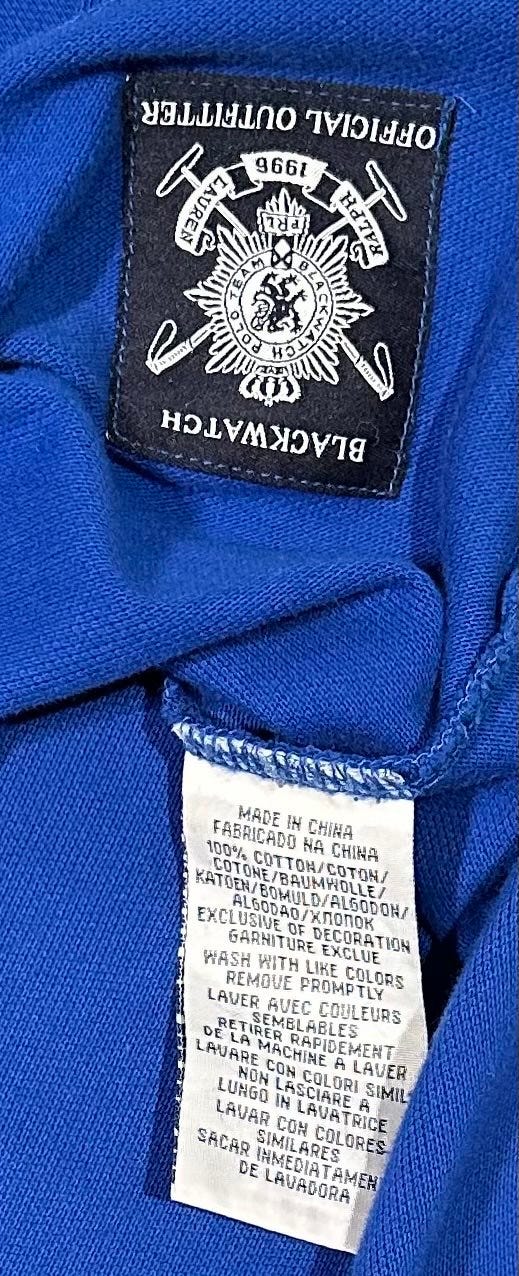 BLACKWATCH
BLACKWATCH POLO TEAM
PRL
RALPH
LAUREN
1996
OFFICIAL OUTFITTER
MADE IN CHINA
FABRICADO NA CHINA
100% COTTON/COTON/
COTONE/BAUMWOLLE/
KATOEN/BOMULD/ALGODON/
ALGODAO/ХЛОПОК
EXCLUSIVE OF DECORATION
GARNITURE EXCLUE
WASH WITH LIKE COLORS
REMOVE PROMPTLY
LAVER AVEC COULEURS
SEMBLABLES
RETIRER RAPIDEMENT
DE LA MACHINE A LAVER
LAVARE CON COLORI SIMIL
NON LASCIARE A
LUNGO IN LAVATRICE
LAVAR CON COLORES
SIMILARES
SACAR INMEDIATAMEN
DE LAVADORA